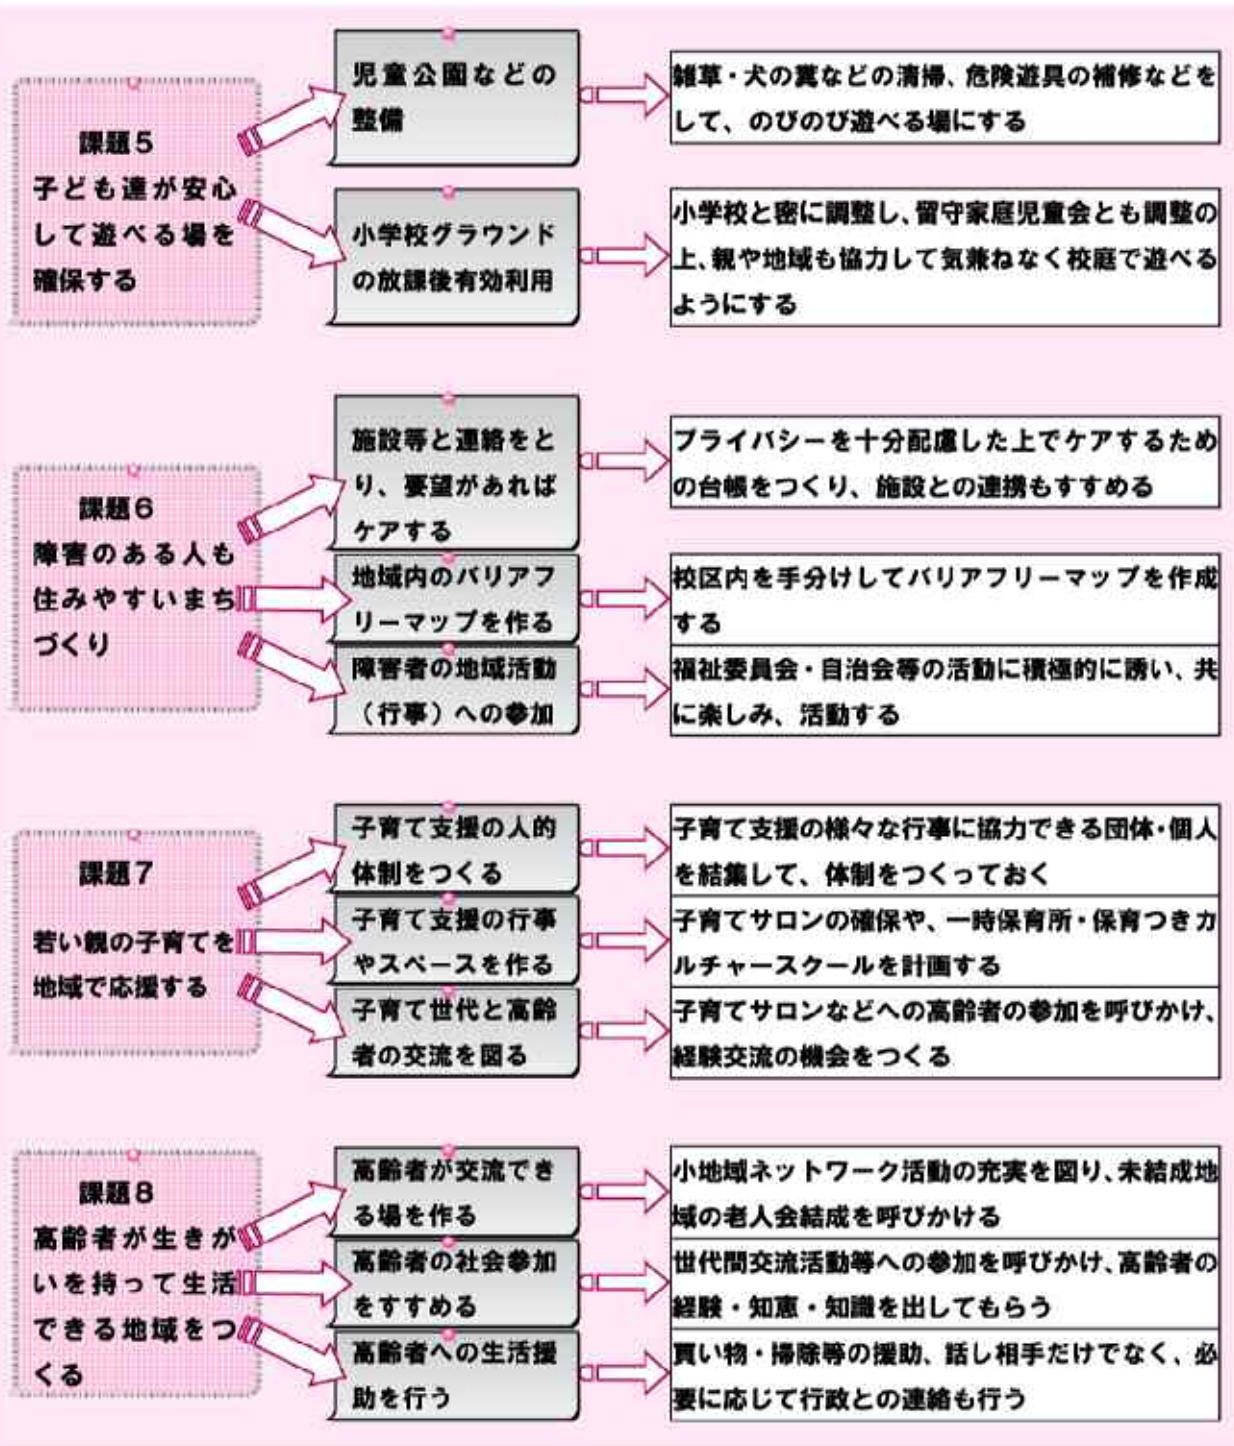 課題5
子ども達が安心
して遊べる場を
確保する
児童公園などの
整備
雑草・犬の糞などの清掃、危険遊具の補修などを
して、のびのび遊べる場にする
小学校グラウンド
の放課後有効利用
小学校と密に調整し、留守家庭児童会とも調整の
上、親や地域も協力して気兼ねなく校庭で遊べる
ようにする
課題6
障害のある人も
住みやすいまち
づくり
施設等と連絡をと
り、要望があれば
ケアする
プライバシーを十分配慮した上でケアするため
の台帳をつくり、施設との連携もすすめる
地域内のバリアフ
リーマップを作る
校区内を手分けしてバリアフリーマップを作成
する
障害者の地域活動
（行事）への参加
福祉委員会・自治会等の活動に積極的に誘い、共
に楽しみ、活動する
課題7
若い親の子育てを
地域で応援する
子育て支援の人的
体制をつくる
子育て支援の様々な行事に協力できる団体・個人
を結集して、体制をつくっておく
子育て支援の行事
やスペースを作る
子育てサロンの確保や、一時保育所・保育つきカ
ルチャースクールを計画する
子育て世代と高齢
者の交流を図る
子育てサロンなどへの高齢者の参加を呼びかけ、
経験交流の機会をつくる
課題8
高齢者が生きが
いを持って生活
できる地域をつ
くる
高齢者が交流でき
る場を作る
小地域ネットワーク活動の充実を図り、未結成地
域の老人会結成を呼びかける
高齢者の社会参加
をすすめる
世代間交流活動等への参加を呼びかけ、高齢者の
経験・知恵・知識を出してもらう
高齢者への生活援
助を行う
買い物・掃除等の援助、話し相手だけでなく、必
要に応じて行政との連絡も行う